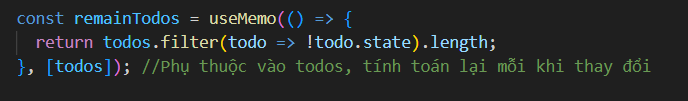 const remainTodos = useMemo(() => {
return todos.filter(todo => !todo.state).length;
}, [todos]); //Phụ thuộc vào todos, tính toán lại mỗi khi thay đổi